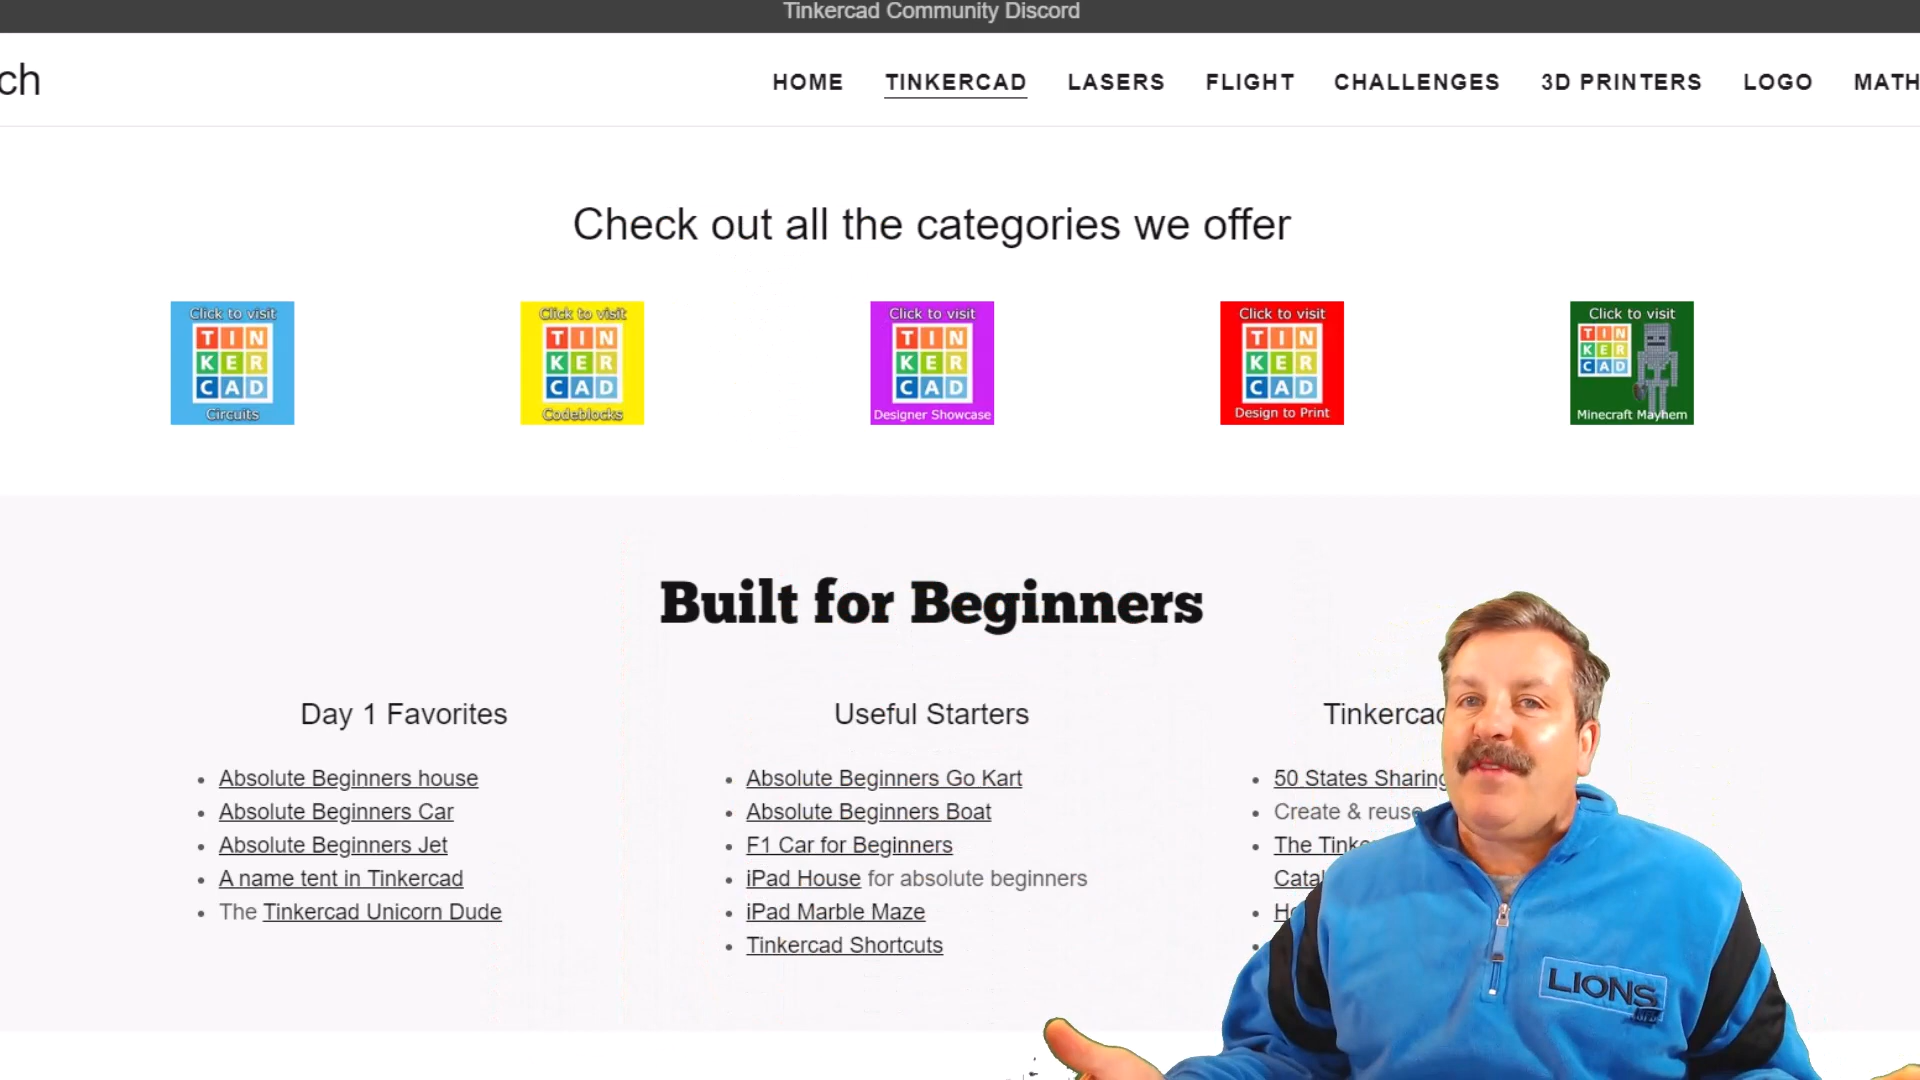 Tinkercad Community Discord
ch
HOME TINKERCAD LASERS FLIGHT CHALLENGES 3D PRINTERS LOGO MATH
Check out all the categories we offer
Click to visit
TIN
KER
CAD
Circuits
Click to visit
TIN
KER
CAD
Codeblocks
Click to visit
TIN
KER
CAD
Designer Showcase
Click to visit
TIN
KER
CAD
Design to Print
Click to visit
TIN
KER
CAD
Minecraft Mayhem
Built for Beginners
Day 1 Favorites
Absolute Beginners house
Absolute Beginners Car
Absolute Beginners Jet
A name tent in Tinkercad
The Tinkercad Unicorn Dude
Useful Starters
Absolute Beginners Go Kart
Absolute Beginners Boat
F1 Car for Beginners
iPad House for absolute beginners
iPad Marble Maze
Tinkercad Shortcuts
Tinkercad
50 States Sharing
Create & reuse
The Tinke
Catal
LIONS